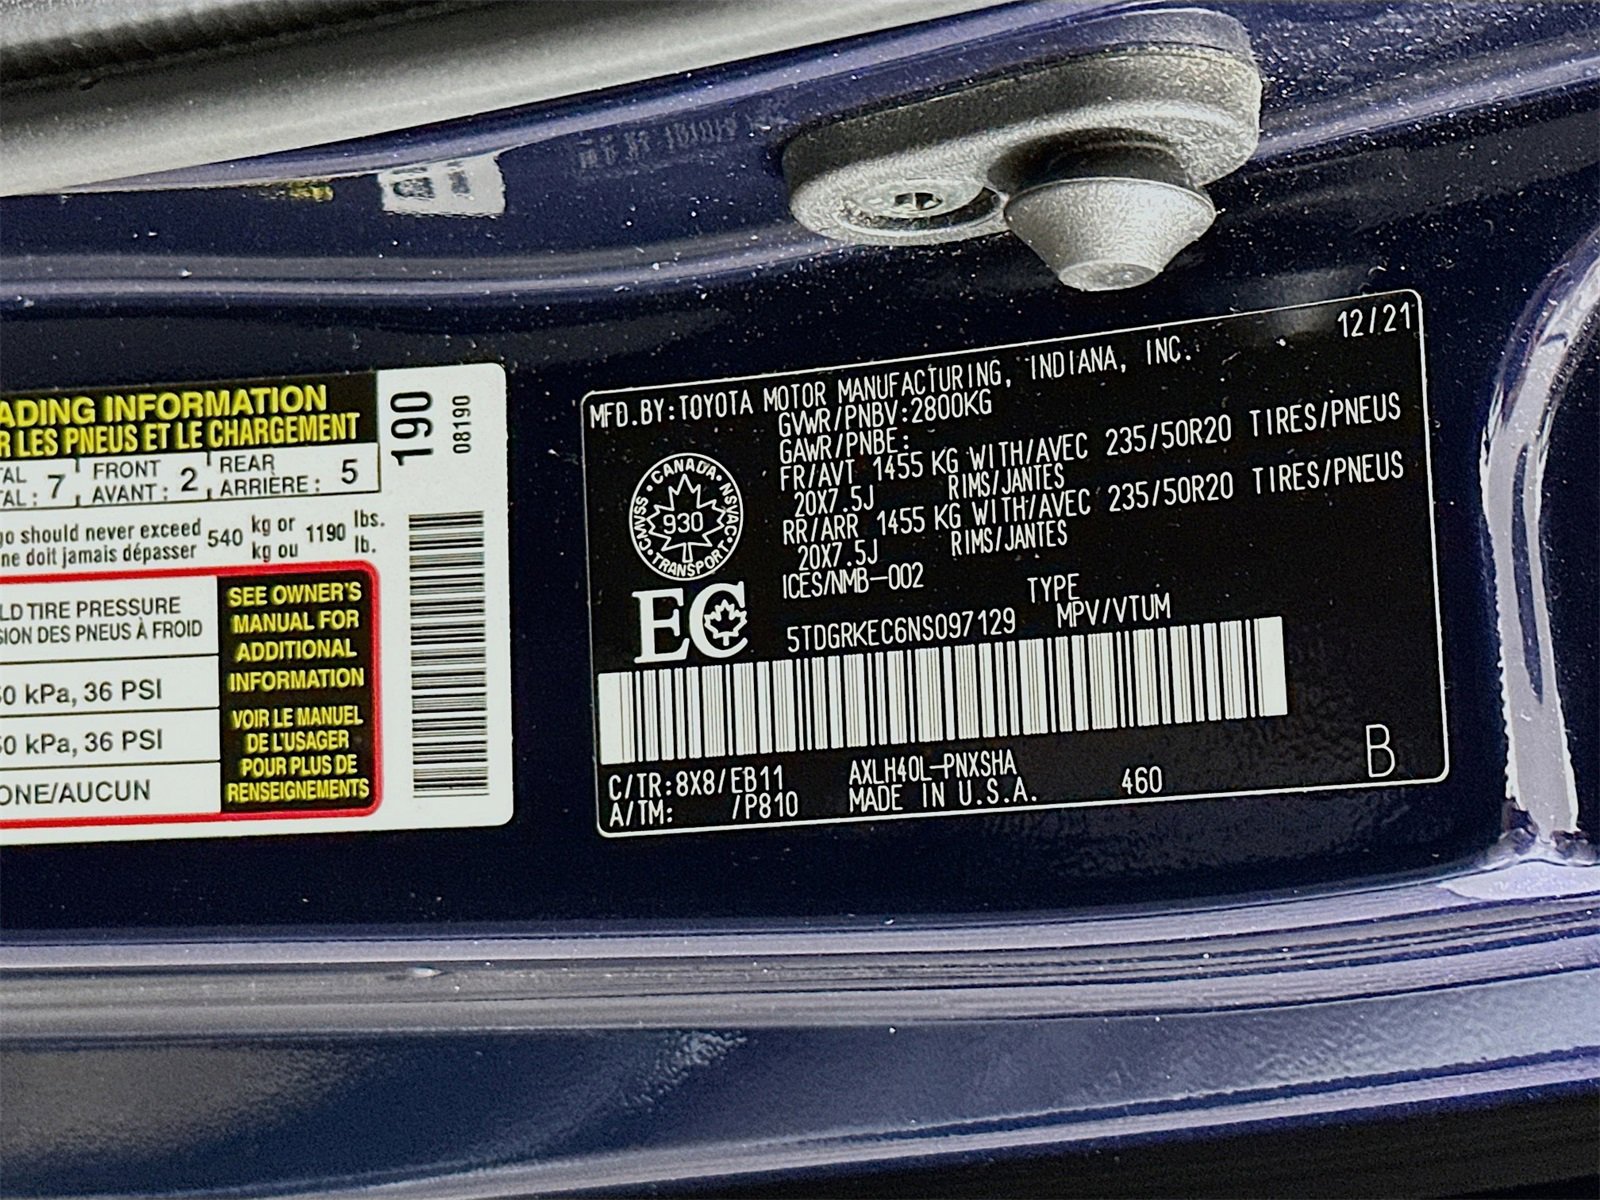 ADING INFORMATION
R LES PNEUS ET LE CHARGEMENT
TAL
TAL : 7
FRONT
AVANT : 2
REAR
ARRIÈRE : 5
go should never exceed 540 kg or 1190 lbs.
ne doit jamais dépasser kg ou lb.
LD TIRE PRESSURE
SION DES PNEUS À FROID
50 kPa, 36 PSI
50 kPa, 36 PSI
ONE/AUCUN
SEE OWNER'S
MANUAL FOR
ADDITIONAL
INFORMATION
VOIR LE MANUEL
DE L'USAGER
POUR PLUS DE
RENSEIGNEMENTS
190
08190
12/21
MFD.BY:TOYOTA MOTOR MANUFACTURING, INDIANA, INC.
GVWR/PNBV:2800KG
GAWR/PNBE:
FR/AVT 1455 KG WITH/AVEC 235/50R20 TIRES/PNEUS
20X7.5J RIMS/JANTES
RR/ARR 1455 KG WITH/AVEC 235/50R20 TIRES/PNEUS
20X7.5J RIMS/JANTES
ICES/NMB-002
CANADA
NSVAC
TRANSPORT
CMVSS
930
EC
TYPE
5TDGRKEC6NS097129 MPV/VTUM
C/TR:8X8/EB11 AXLH40L-PNXSHA
A/TM: /P810 MADE IN U.S.A. 460
B